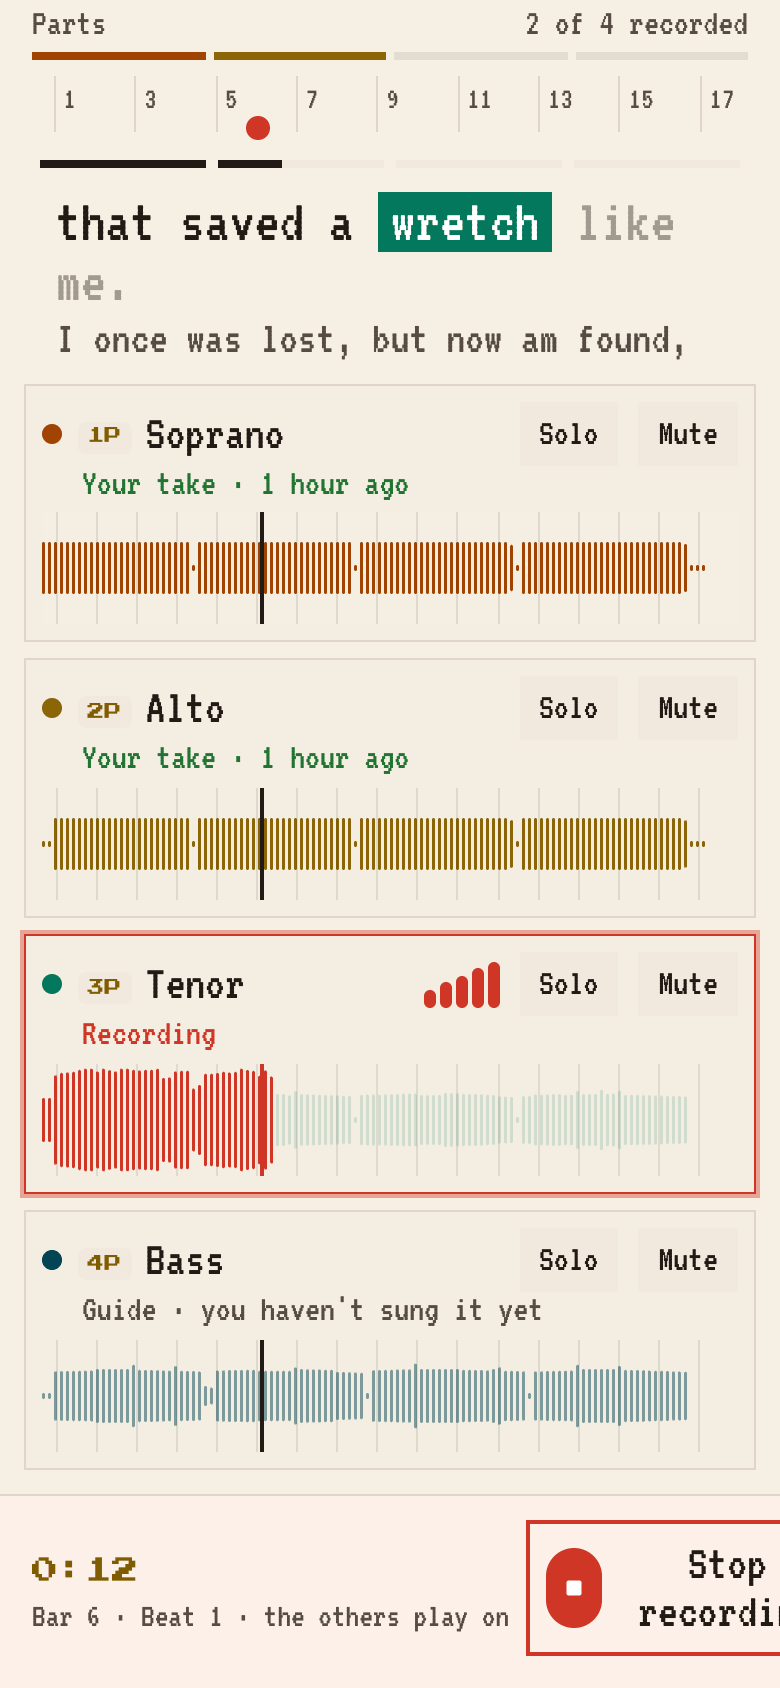 Parts 2 of 4 recorded
1 3 5 7 9 11 13 15 17
that saved a wretch like
me.
I once was lost, but now am found,
1P Soprano Solo Mute
Your take · 1 hour ago
2P Alto Solo Mute
Your take · 1 hour ago
3P Tenor Solo Mute
Recording
4P Bass Solo Mute
Guide · you haven't sung it yet
0:12
Bar 6 · Beat 1 · the others play on
Stop
recordin